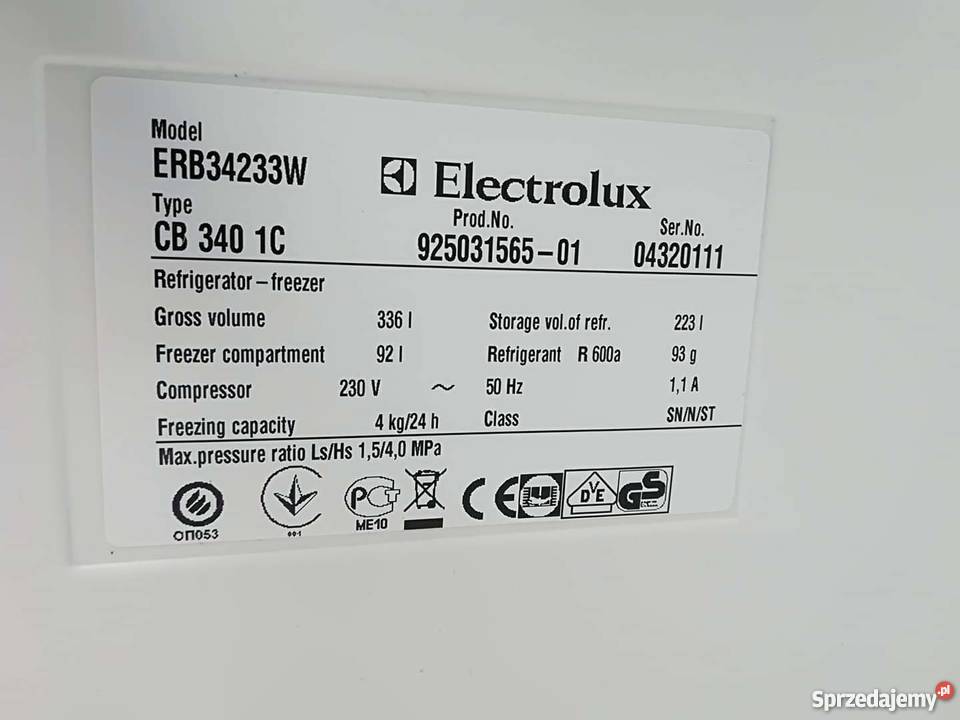 Model
ERB34233W
Electrolux
Type
Prod.No. Ser.No.
CB 340 1C 925031565-01 04320111
Refrigerator-freezer
Gross volume 336 l Storage vol.of refr. 223 l
Freezer compartment 92 l Refrigerant R 600a 93 g
Compressor 230 V ~ 50 Hz 1,1 A
Freezing capacity 4 kg/24 h Class SN/N/ST
Max.pressure ratio Ls/Hs 1,5/4,0 MPa
РСТ CE DVE GS
ОП053 001 ME10
Sprzedajemy.pl